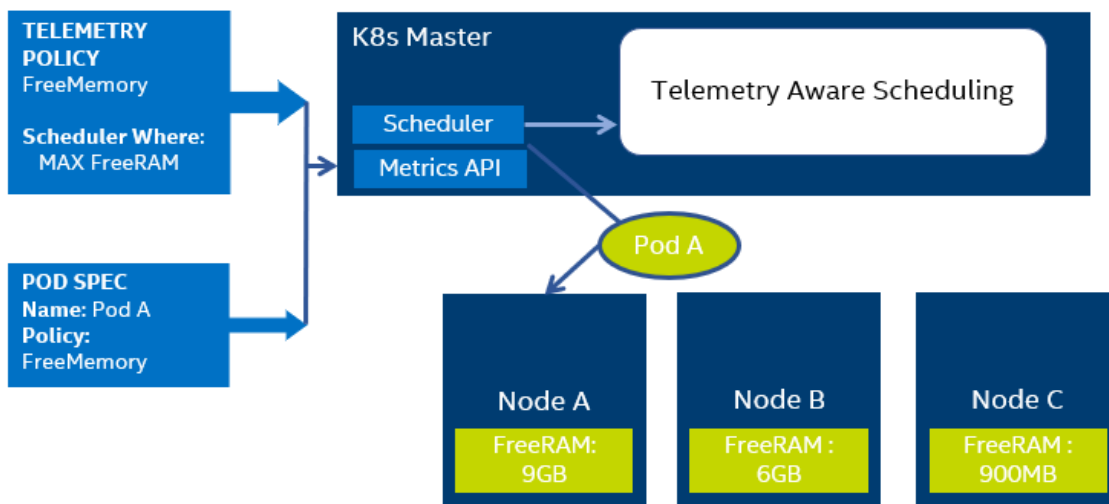 TELEMETRY
POLICY
FreeMemory
Scheduler Where:
MAX FreeRAM
POD SPEC
Name: Pod A
Policy:
FreeMemory
K8s Master
Scheduler
Metrics API
Telemetry Aware Scheduling
Pod A
Node A
FreeRAM:
9GB
Node B
FreeRAM :
6GB
Node C
FreeRAM :
900MB